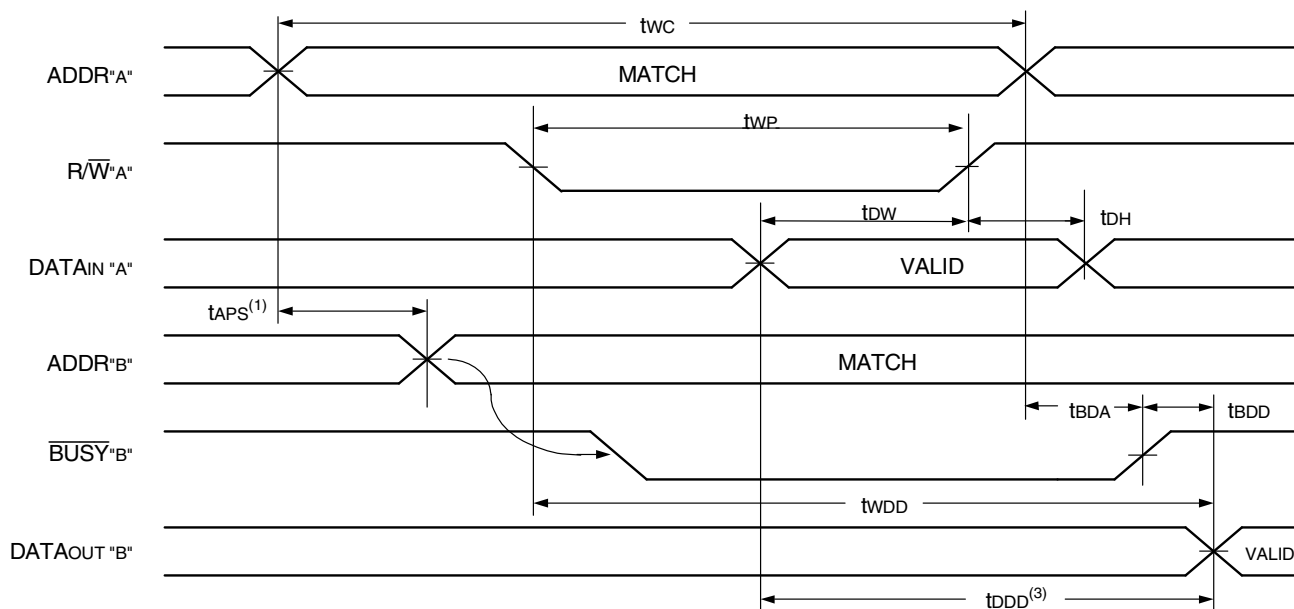 tWC
ADDR"A"
MATCH
tWP
R/W"A"
tDW
tDH
DATAIN "A"
VALID
tAPS(1)
ADDR"B"
MATCH
tBDA
tBDD
BUSY"B"
tWDD
DATAOUT "B"
VALID
tDDD(3)